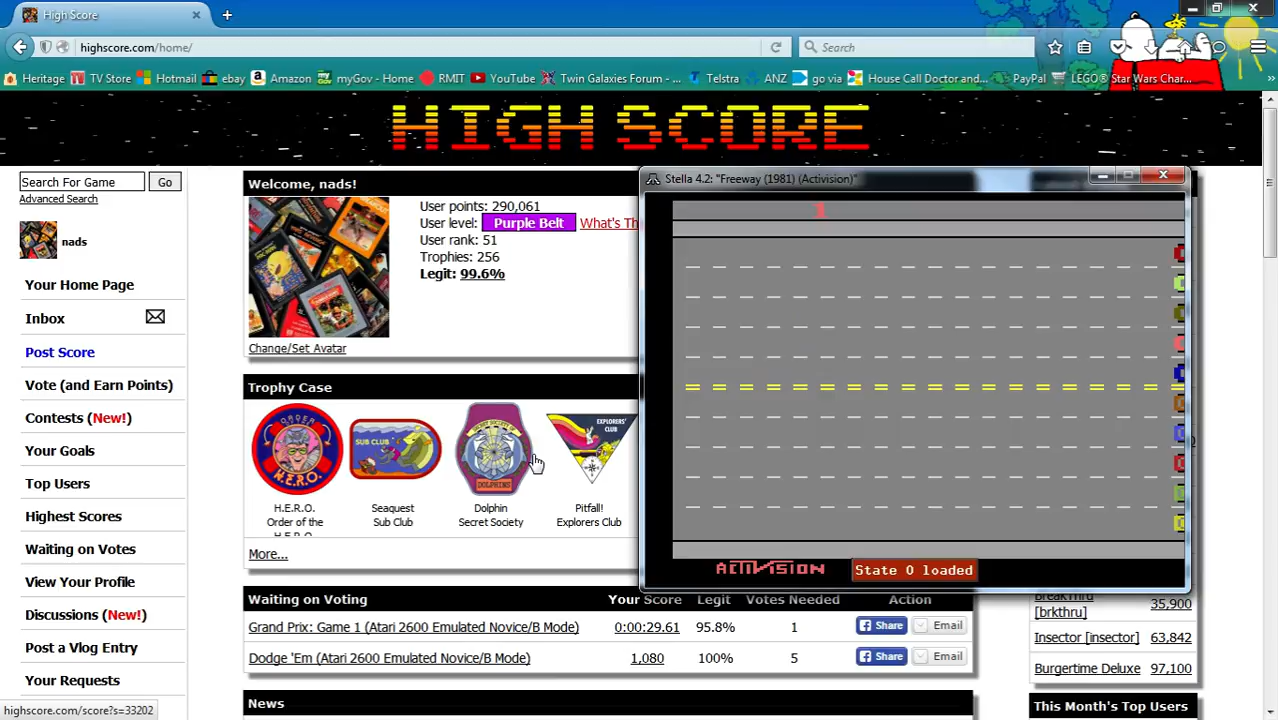 High Score
highscore.com/home/
Search
Heritage TV Store Hotmail ebay Amazon myGov - Home RMIT YouTube Twin Galaxies Forum - ... Telstra ANZ go via House Call Doctor and... PayPal LEGO® Star Wars Char...
HIGH SCORE
Search For Game Go
Advanced Search
nads
Your Home Page
Inbox
Post Score
Vote (and Earn Points)
Contests (New!)
Your Goals
Top Users
Highest Scores
Waiting on Votes
View Your Profile
Discussions (New!)
Post a Vlog Entry
Your Requests
highscore.com/score?s=33202
Welcome, nads!
User points: 290,061
User level: Purple Belt What's Th
User rank: 51
Trophies: 256
Legit: 99.6%
Change/Set Avatar
Trophy Case
ORDER
H.E.R.O.
SUB CLUB
DOLPHINS
EXPLORERS'
CLUB
H.E.R.O.
Order of the
H.E.R.O.
Seaquest
Sub Club
Dolphin
Secret Society
Pitfall!
Explorers Club
More...
Stella 4.2: "Freeway (1981) (Activision)"
1
ACTIVISION
State 0 loaded
Waiting on Voting Your Score Legit Votes Needed Action
Grand Prix: Game 1 (Atari 2600 Emulated Novice/B Mode) 0:00:29.61 95.8% 1 Share Email
Dodge 'Em (Atari 2600 Emulated Novice/B Mode) 1,080 100% 5 Share Email
News
BreakThru
[brkthru] 35,900
Insector [insector] 63,842
Burgertime Deluxe 97,100
This Month's Top Users